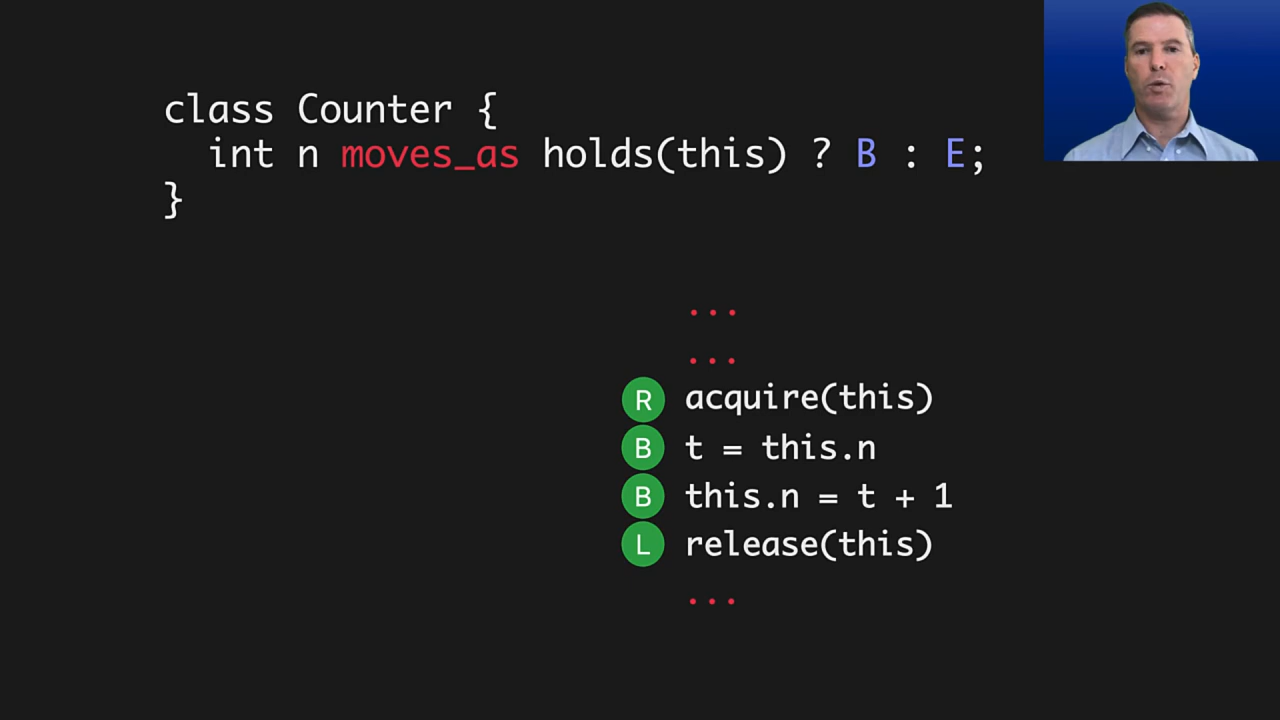 class Counter {
int n moves_as holds(this) ? B : E;
}
...
...
R acquire(this)
B t = this.n
B this.n = t + 1
L release(this)
...